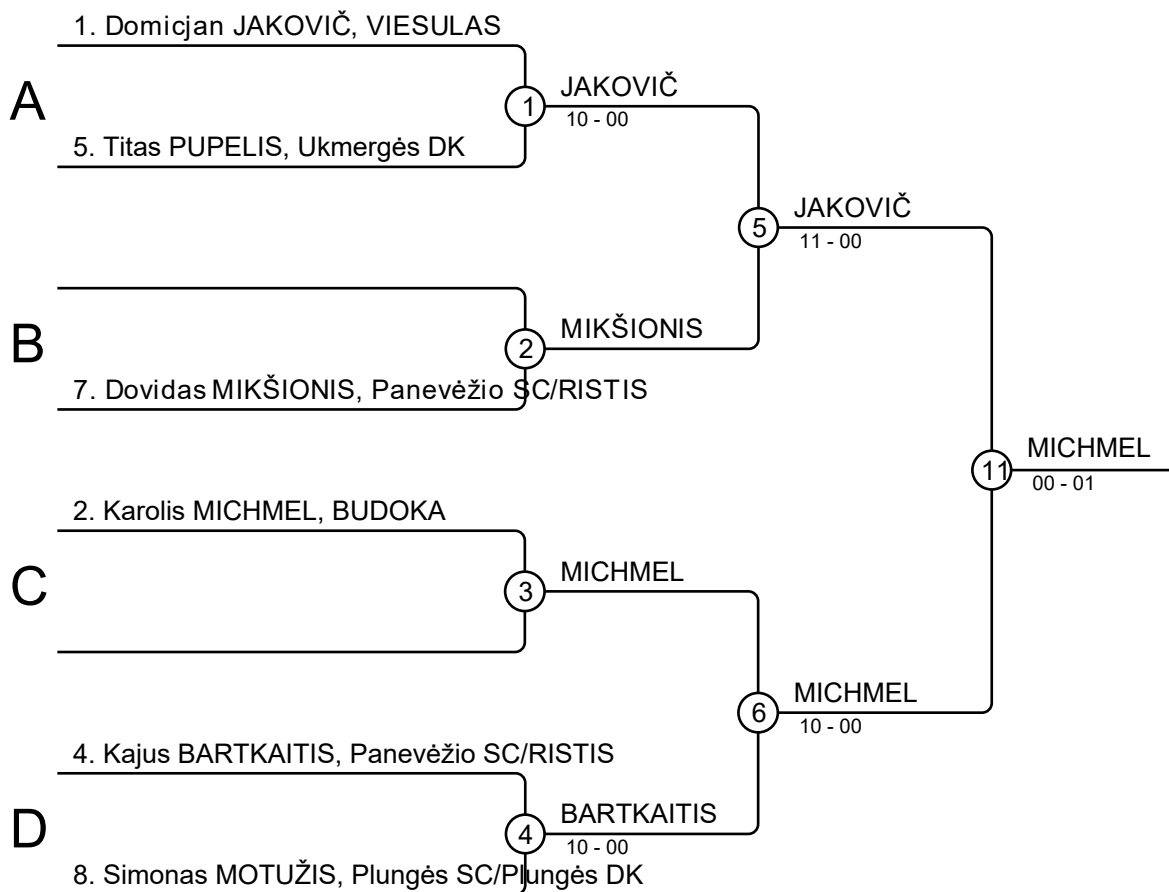 1. Domicjan JAKOVIČ, VIESULAS
A
1
JAKOVIČ
10 - 00
5. Titas PUPELIS, Ukmergės DK
5
JAKOVIČ
11 - 00
B
2
MIKŠIONIS
7. Dovidas MIKŠIONIS, Panevėžio SC/RISTIS
11
MICHMEL
00 - 01
2. Karolis MICHMEL, BUDOKA
C
3
MICHMEL
6
MICHMEL
10 - 00
4. Kajus BARTKAITIS, Panevėžio SC/RISTIS
D
4
BARTKAITIS
10 - 00
8. Simonas MOTUŽIS, Plungės SC/Plungės DK